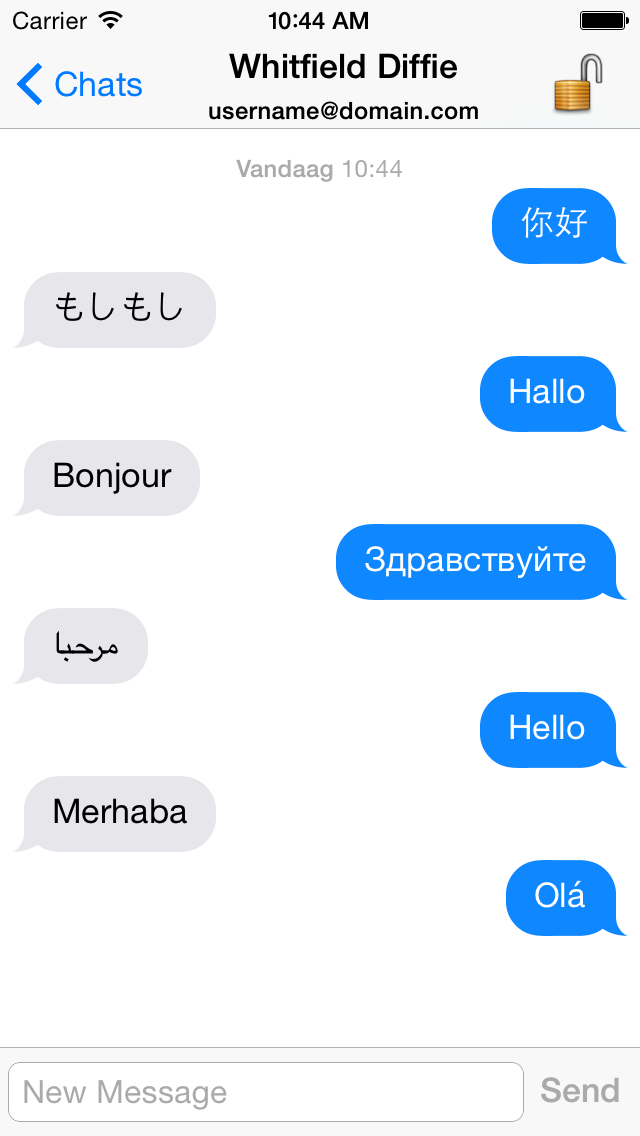 Carrier 10:44 AM
Chats
Whitfield Diffie
username@domain.com
Vandaag 10:44
你好
もしもし
Hallo
Bonjour
Здравствуйте
مرحبا
Hello
Merhaba
Olá
New Message
Send